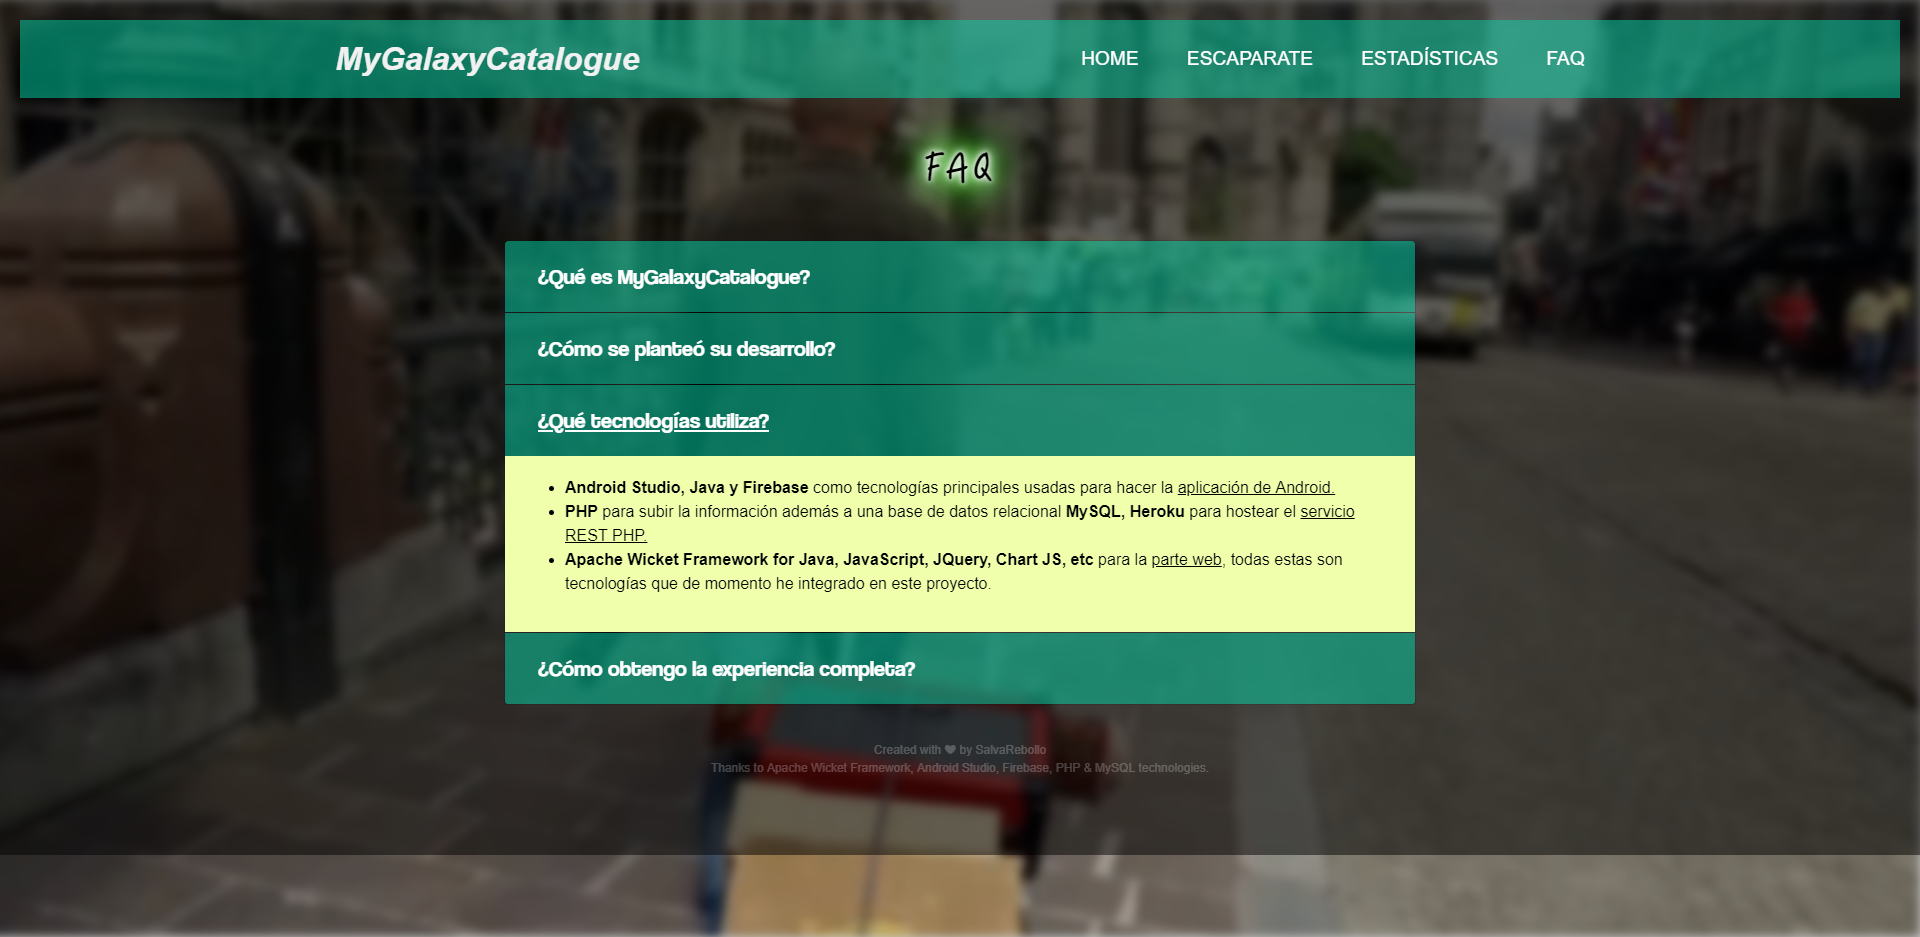 MyGalaxyCatalogue
HOME ESCAPARATE ESTADÍSTICAS FAQ
FAQ
¿Qué es MyGalaxyCatalogue?
¿Cómo se planteó su desarrollo?
¿Qué tecnologías utiliza?
Android Studio, Java y Firebase como tecnologías principales usadas para hacer la aplicación de Android.
PHP para subir la información además a una base de datos relacional MySQL, Heroku para hostear el servicio
REST PHP.
Apache Wicket Framework for Java, JavaScript, JQuery, Chart JS, etc para la parte web, todas estas son
tecnologías que de momento he integrado en este proyecto.
¿Cómo obtengo la experiencia completa?
Created with ❤ by SalvaRebollo
Thanks to Apache Wicket Framework, Android Studio, Firebase, PHP & MySQL technologies.